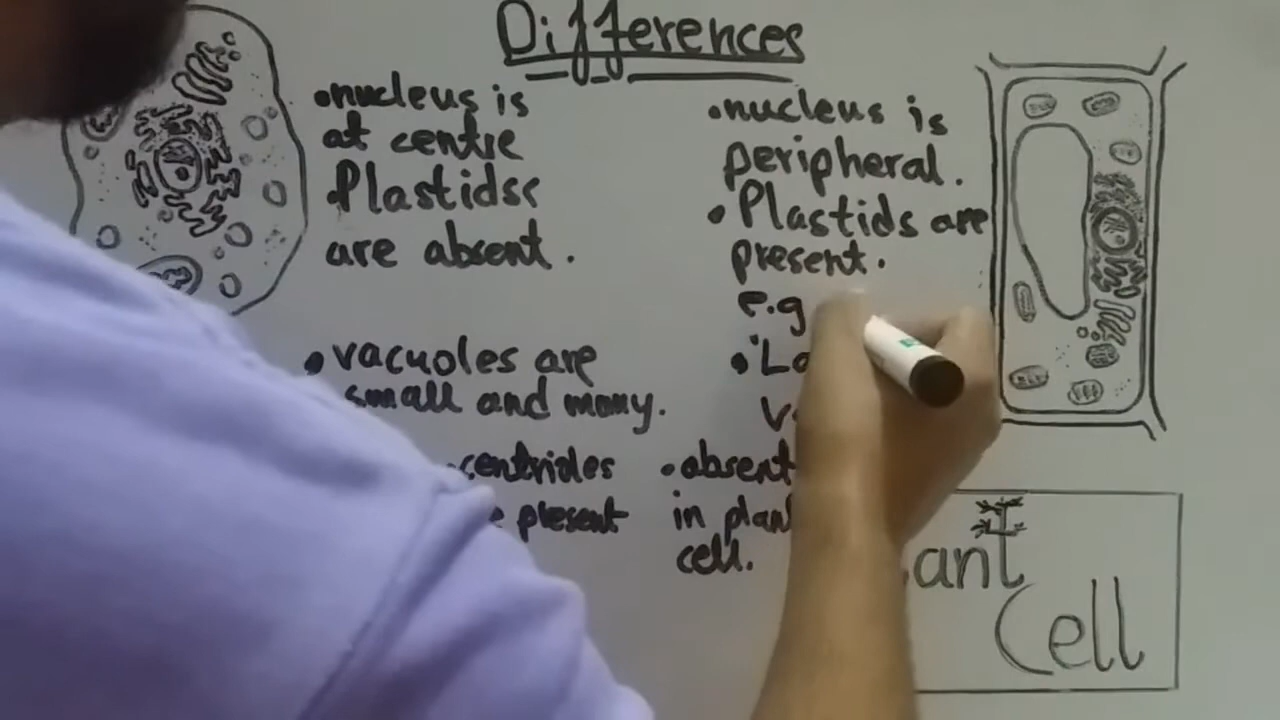 Differences
•nucleus is
at centre
•Plastids
are absent.
•vacuoles are
small and many.
centrioles
present
•nucleus is
peripheral.
•Plastids are
present.
e.g
•absent
in plant
cell.
Cell